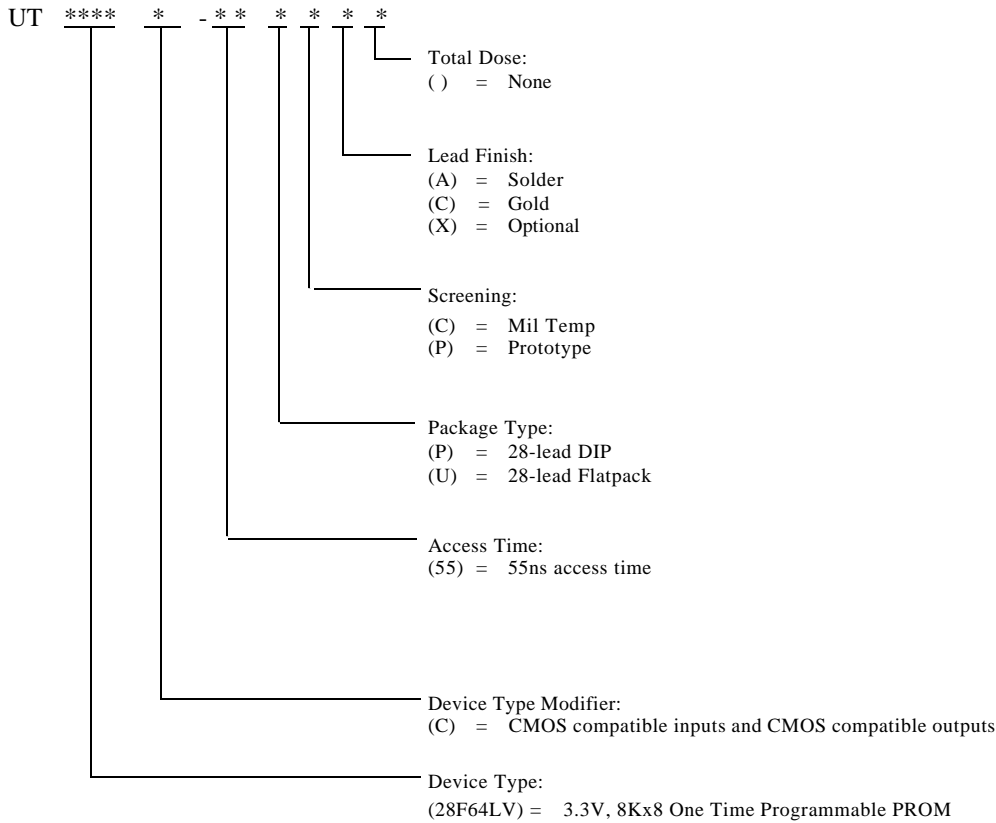 UT **** * - * * * * * *
Total Dose:
( ) = None
Lead Finish:
(A) = Solder
(C) = Gold
(X) = Optional
Screening:
(C) = Mil Temp
(P) = Prototype
Package Type:
(P) = 28-lead DIP
(U) = 28-lead Flatpack
Access Time:
(55) = 55ns access time
Device Type Modifier:
(C) = CMOS compatible inputs and CMOS compatible outputs
Device Type:
(28F64LV) = 3.3V, 8Kx8 One Time Programmable PROM